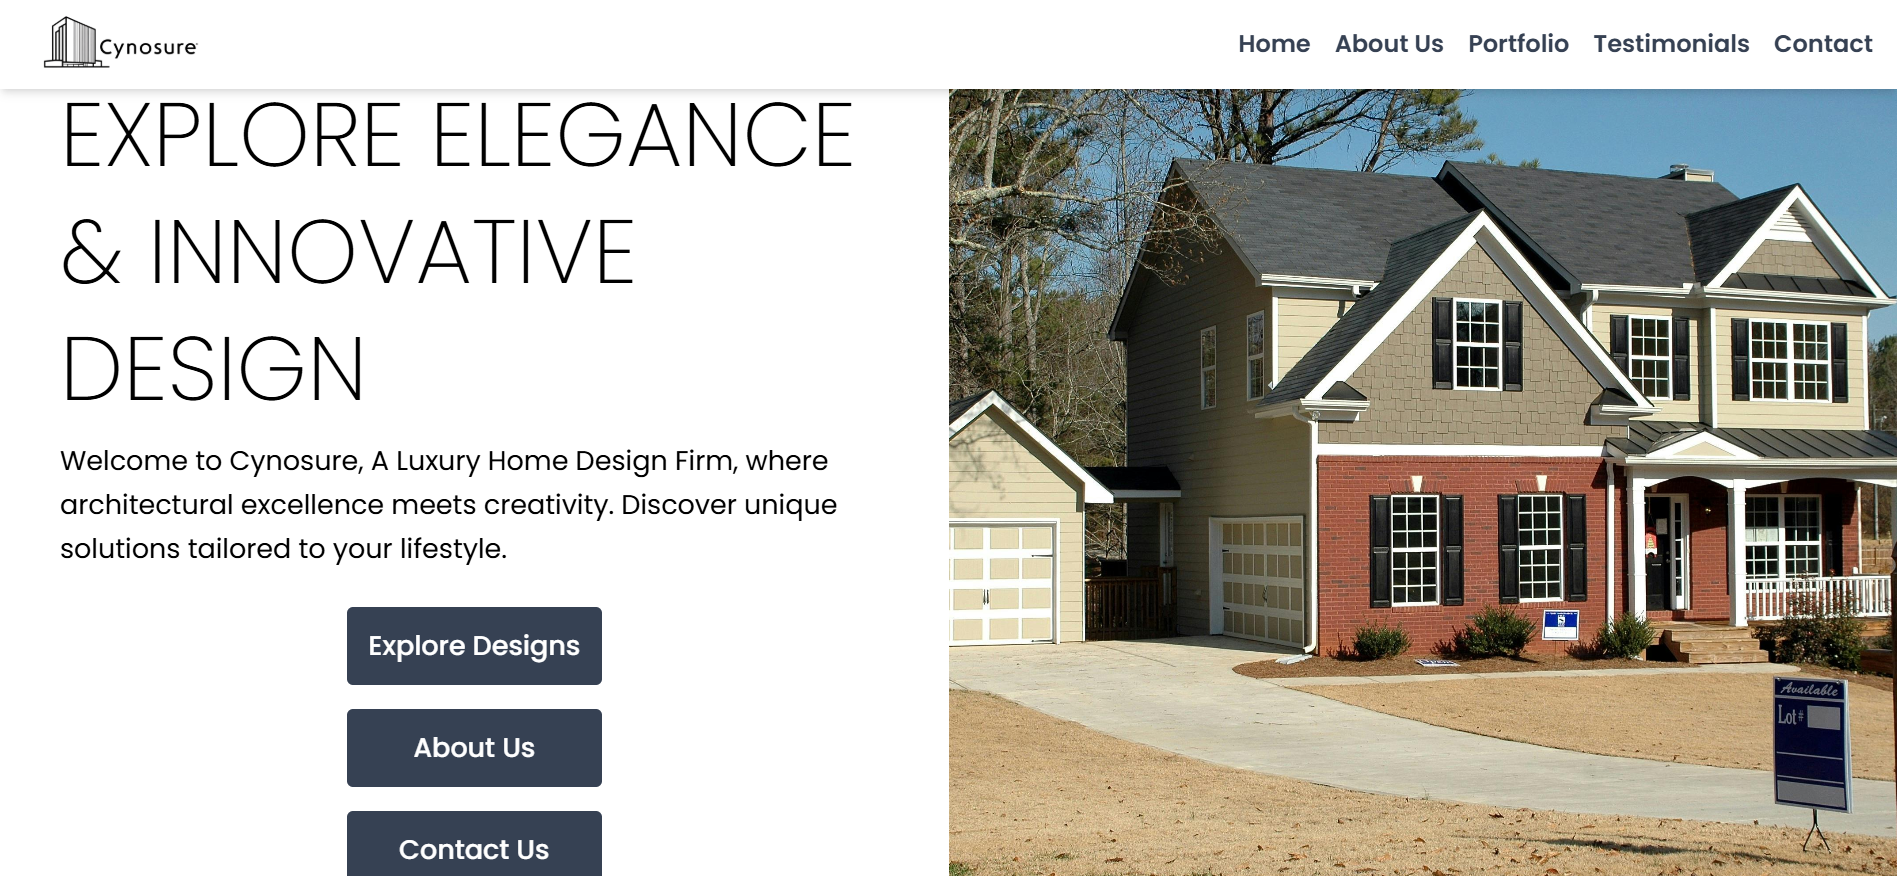 Cynosure
Home About Us Portfolio Testimonials Contact
EXPLORE ELEGANCE
& INNOVATIVE
DESIGN
Welcome to Cynosure, A Luxury Home Design Firm, where
architectural excellence meets creativity. Discover unique
solutions tailored to your lifestyle.
Explore Designs
About Us
Contact Us
Available
Lot#